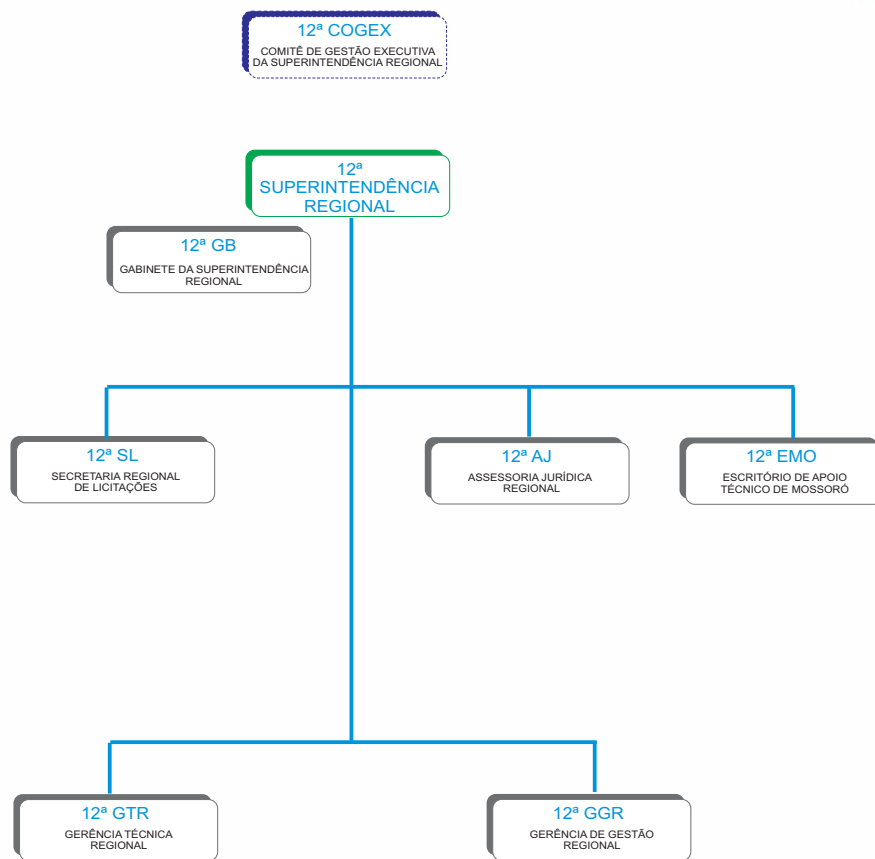 12ª COGEX
COMITÊ DE GESTÃO EXECUTIVA
DA SUPERINTENDÊNCIA REGIONAL
12ª
SUPERINTENDÊNCIA
REGIONAL
12ª GB
GABINETE DA SUPERINTENDÊNCIA
REGIONAL
12ª SL
SECRETARIA REGIONAL
DE LICITAÇÕES
12ª AJ
ASSESSORIA JURÍDICA
REGIONAL
12ª EMO
ESCRITÓRIO DE APOIO
TÉCNICO DE MOSSORÓ
12ª GTR
GERÊNCIA TÉCNICA
REGIONAL
12ª GGR
GERÊNCIA DE GESTÃO
REGIONAL